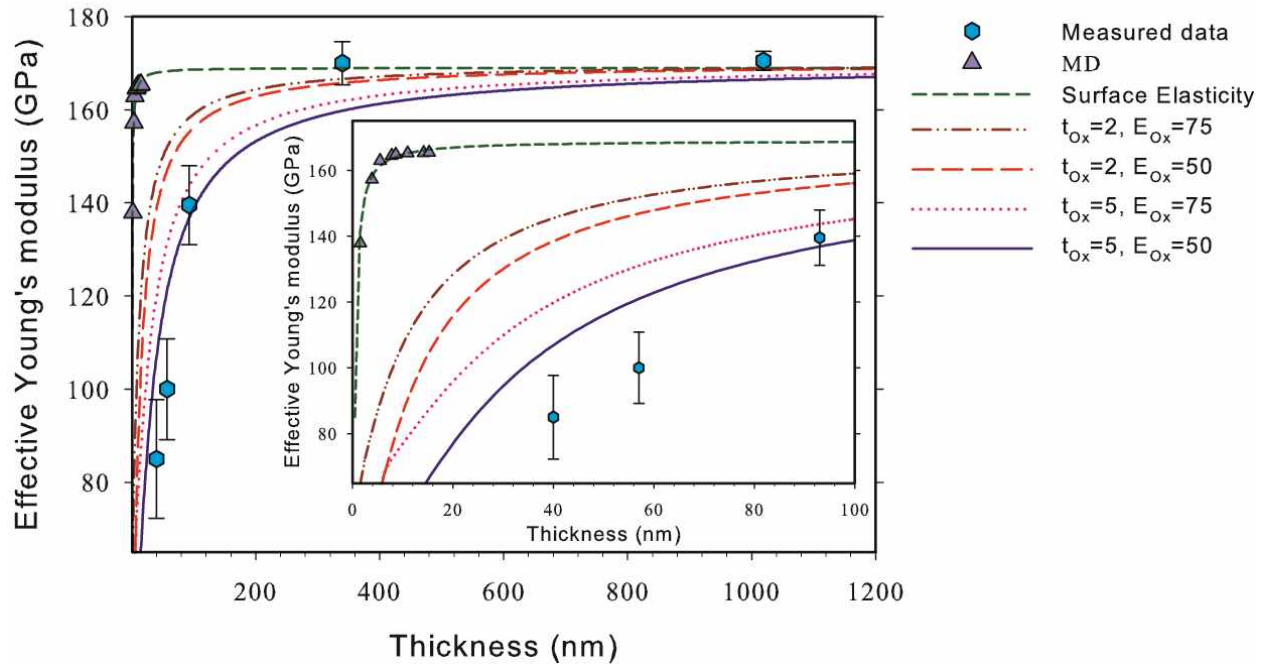 Effective Young's modulus (GPa)
180
160
140
120
100
80
200
400
600
800
1000
1200
Thickness (nm)
Effective Young's modulus (GPa)
160
140
120
100
80
0
20
40
60
80
100
Thickness (nm)
Measured data
MD
Surface Elasticity
tOx=2, EOx=75
tOx=2, EOx=50
tOx=5, EOx=75
tOx=5, EOx=50